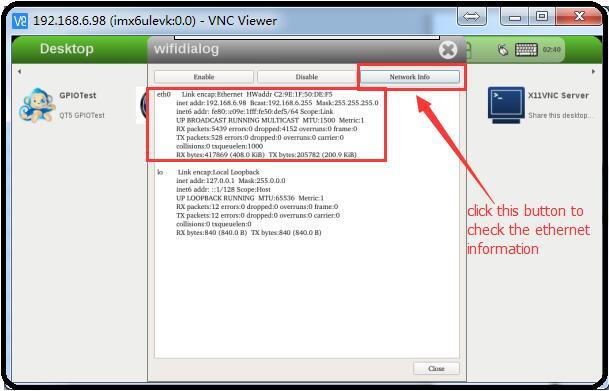 192.168.6.98 (imx6ulevk:0.0) - VNC Viewer
Desktop
wifidialog
02:40
Enable
Disable
Network Info
GPIOTest
QT5 GPIOTest
X11VNC Server
Share this desktop...
eth0 Link encap:Ethernet HWaddr C2:9E:1F:50:DE:F5
inet addr:192.168.6.98 Bcast:192.168.6.255 Mask:255.255.255.0
inet6 addr: fe80::c09e:1fff:fe50:def5/64 Scope:Link
UP BROADCAST RUNNING MULTICAST MTU:1500 Metric:1
RX packets:5439 errors:0 dropped:4152 overruns:0 frame:0
TX packets:528 errors:0 dropped:0 overruns:0 carrier:0
collisions:0 txqueuelen:1000
RX bytes:417869 (408.0 KiB) TX bytes:205782 (200.9 KiB)
lo Link encap:Local Loopback
inet addr:127.0.0.1 Mask:255.0.0.0
inet6 addr: ::1/128 Scope:Host
UP LOOPBACK RUNNING MTU:65536 Metric:1
RX packets:12 errors:0 dropped:0 overruns:0 frame:0
TX packets:12 errors:0 dropped:0 overruns:0 carrier:0
collisions:0 txqueuelen:0
RX bytes:840 (840.0 B) TX bytes:840 (840.0 B)
click this button to
check the ethernet
information
Close